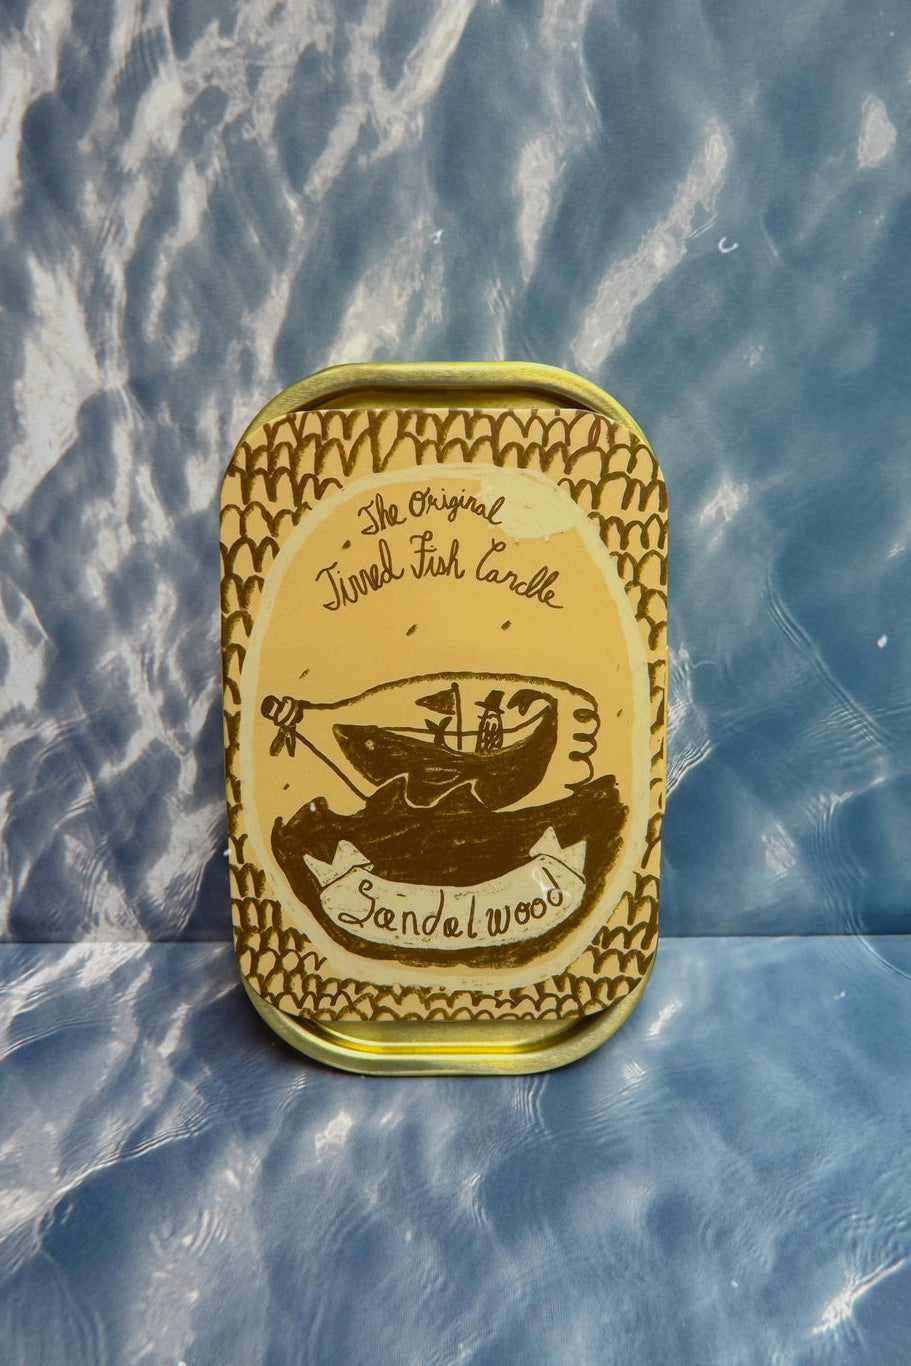 The Original
Tinned Fish Candle
Sandalwood